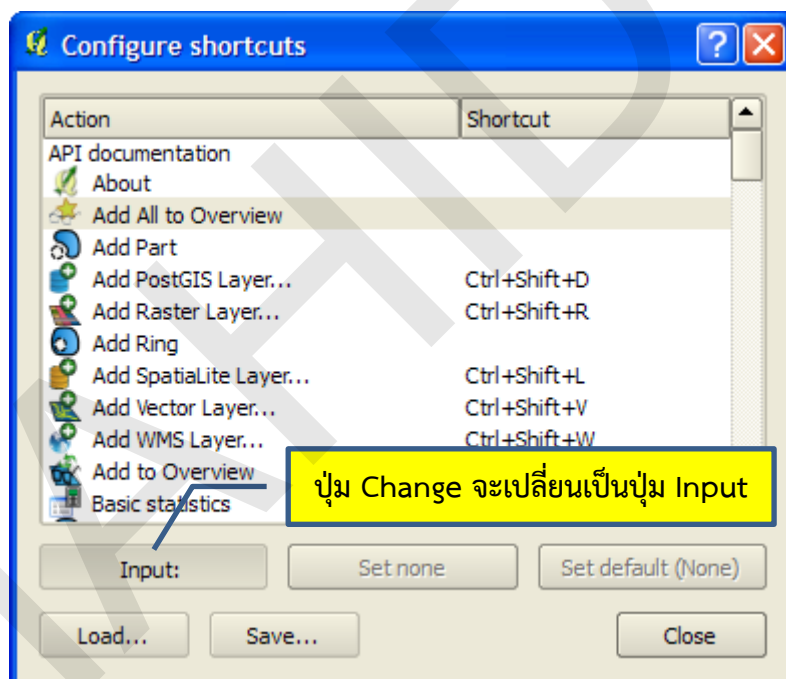 Configure shortcuts
Action Shortcut
API documentation
About
Add All to Overview
Add Part
Add PostGIS Layer... Ctrl+Shift+D
Add Raster Layer... Ctrl+Shift+R
Add Ring
Add SpatiaLite Layer... Ctrl+Shift+L
Add Vector Layer... Ctrl+Shift+V
Add WMS Layer... Ctrl+Shift+W
Add to Overview
ปุ่ม Change จะเปลี่ยนเป็นปุ่ม Input
Basic statistics
Input: Set none Set default (None)
Load... Save... Close